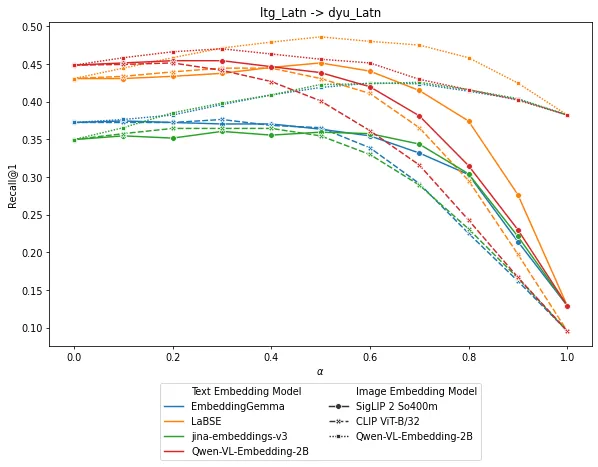 ltg_Latn -> dyu_Latn
Recall@1
0.50
0.45
0.40
0.35
0.30
0.25
0.20
0.15
0.10
0.0 0.2 0.4 0.6 0.8 1.0
α
Text Embedding Model
EmbeddingGemma
LaBSE
jina-embeddings-v3
Qwen-VL-Embedding-2B
Image Embedding Model
SigLIP 2 So400m
CLIP ViT-B/32
Qwen-VL-Embedding-2B